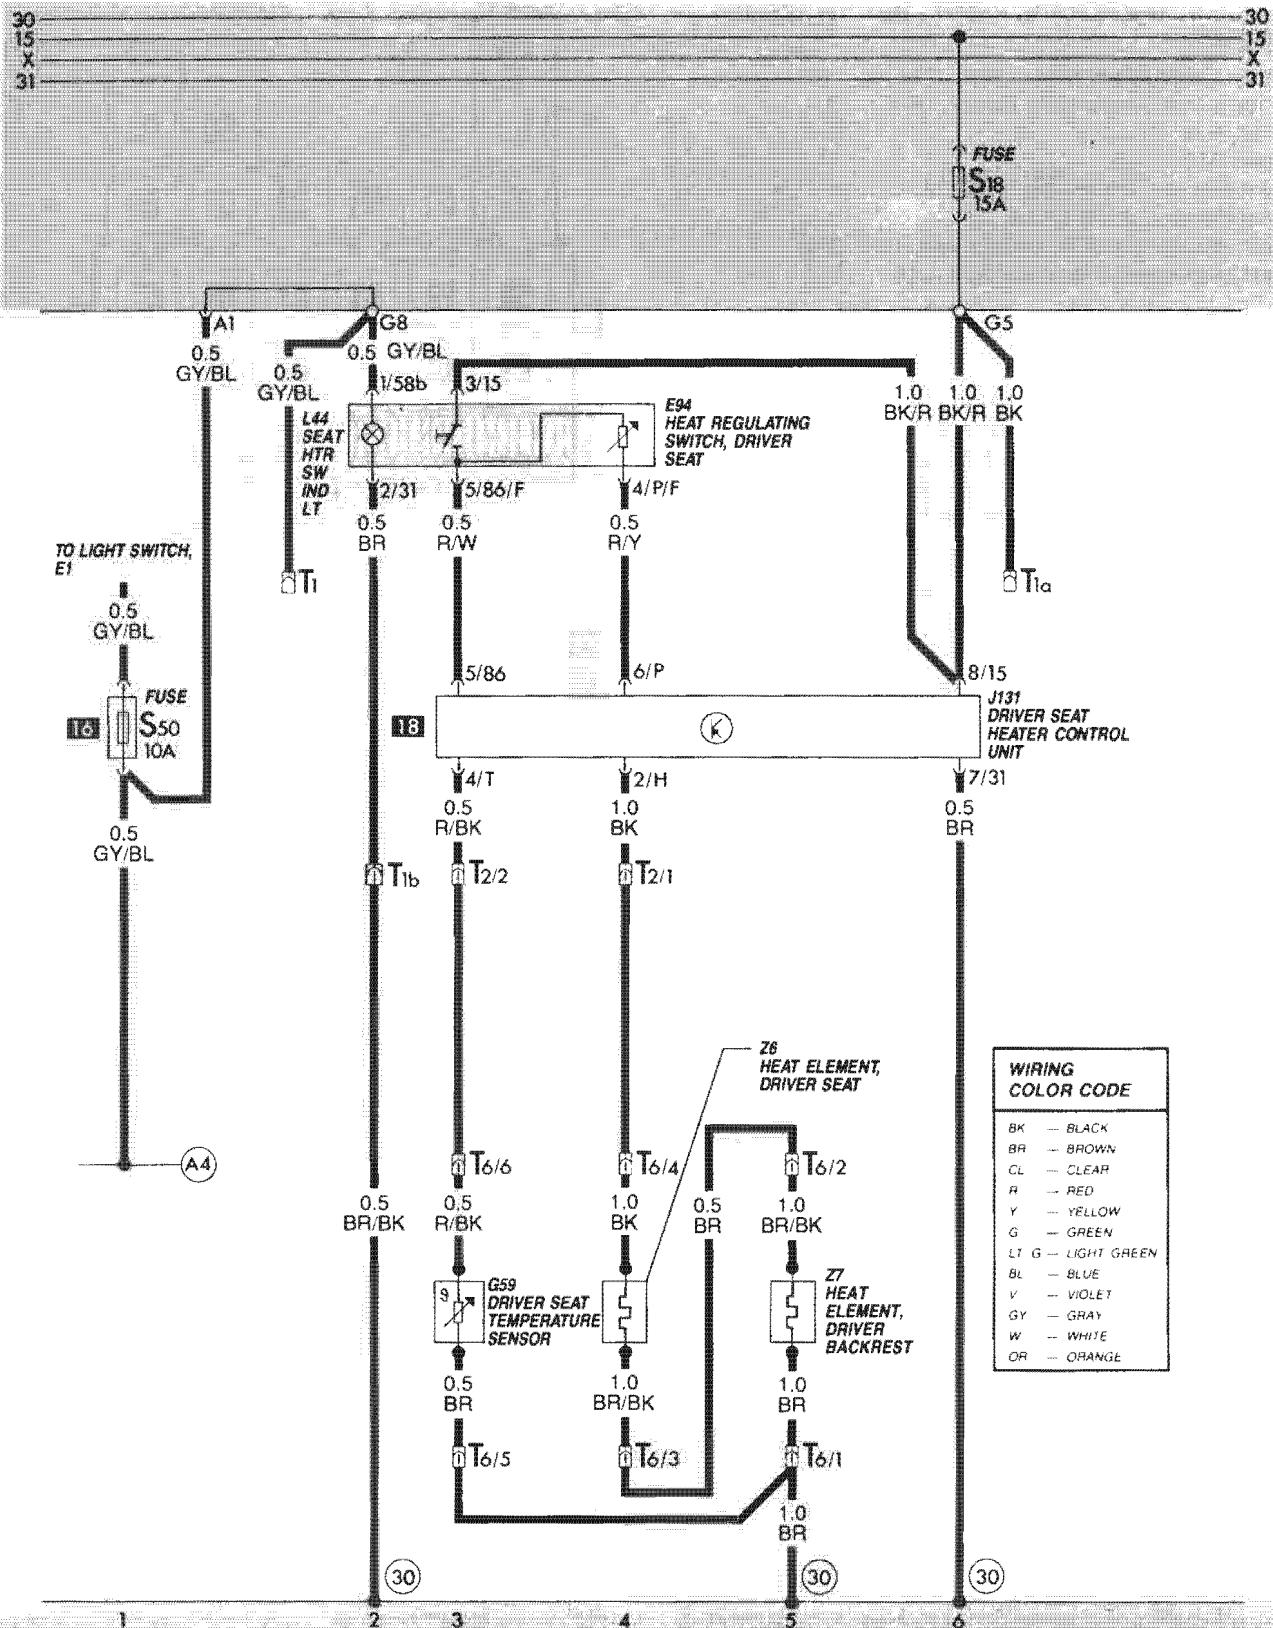 30 30
15 15
X X
31 31
FUSE
S18
15A
A1 G8 G5
0.5 GY/BL
0.5
GY/BL
0.5
GY/BL
1/58b 3/15
1.0 1.0 1.0
BK/R BK/R BK
L44
SEAT
HTR
SW
IND
LT
E94
HEAT REGULATING
SWITCH, DRIVER
SEAT
2/31 5/86/F 4/P/F
0.5 0.5 0.5
BR R/W R/Y
TO LIGHT SWITCH,
E1
T1 T1a
0.5
GY/BL
5/86 6/P 8/15
FUSE
S50
10A
16 18
J131
DRIVER SEAT
HEATER CONTROL
UNIT
4/T 2/H 7/31
0.5 1.0 0.5
R/BK BK BR
0.5
GY/BL
T1b T2/2 T2/1
Z6
HEAT ELEMENT,
DRIVER SEAT
WIRING
COLOR CODE
BK — BLACK
BR — BROWN
CL — CLEAR
R — RED
Y — YELLOW
G — GREEN
LT G — LIGHT GREEN
BL — BLUE
V — VIOLET
GY — GRAY
W — WHITE
OR — ORANGE
A4 T6/6 T6/4 T6/2
0.5 0.5 1.0 0.5 1.0
BR/BK R/BK BK BR BR/BK
ϑ
G59
DRIVER SEAT
TEMPERATURE
SENSOR
Z7
HEAT
ELEMENT,
DRIVER
BACKREST
0.5 1.0 1.0
BR BR/BK BR
T6/5 T6/3 T6/1
1.0
BR
30 30 30
1 2 3 4 5 6